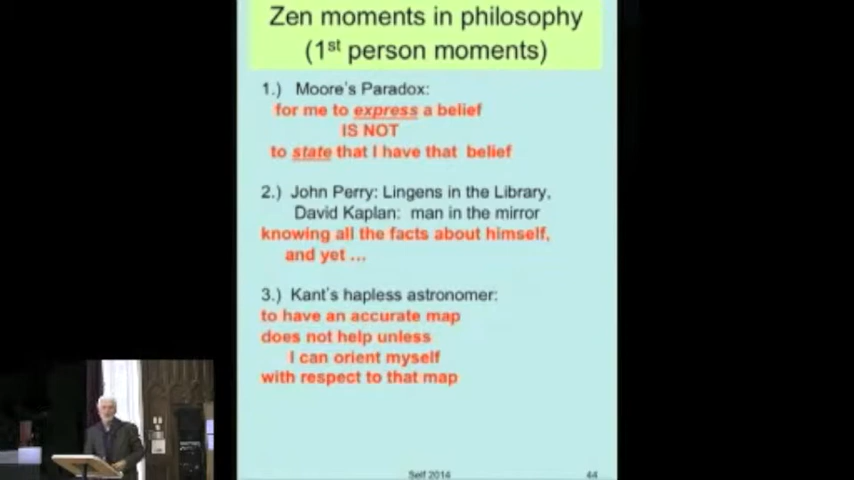 Zen moments in philosophy
(1st person moments)
1.) Moore's Paradox:
for me to express a belief
IS NOT
to state that I have that belief
2.) John Perry: Lingens in the Library,
David Kaplan: man in the mirror
knowing all the facts about himself,
and yet ...
3.) Kant's hapless astronomer:
to have an accurate map
does not help unless
I can orient myself
with respect to that map
Self 2014
44